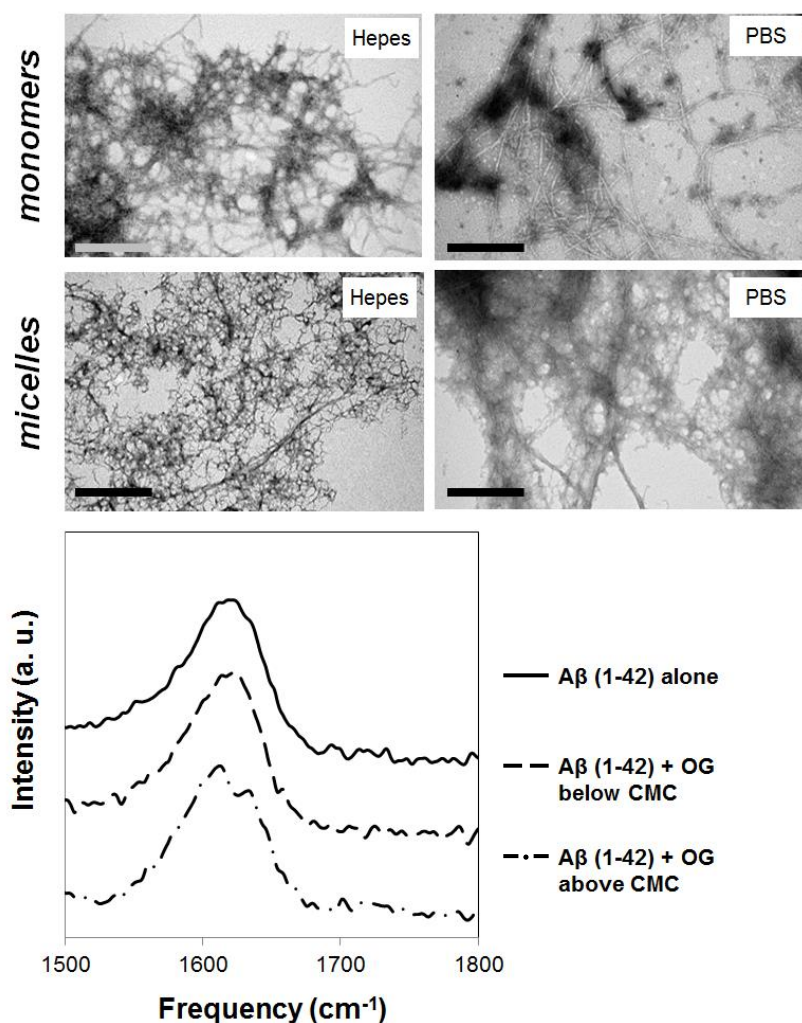 monomers
Hepes
PBS
micelles
Hepes
PBS
Intensity (a. u.)
Aβ (1-42) alone
Aβ (1-42) + OG
below CMC
Aβ (1-42) + OG
above CMC
1500
1600
1700
1800
Frequency (cm⁻¹)